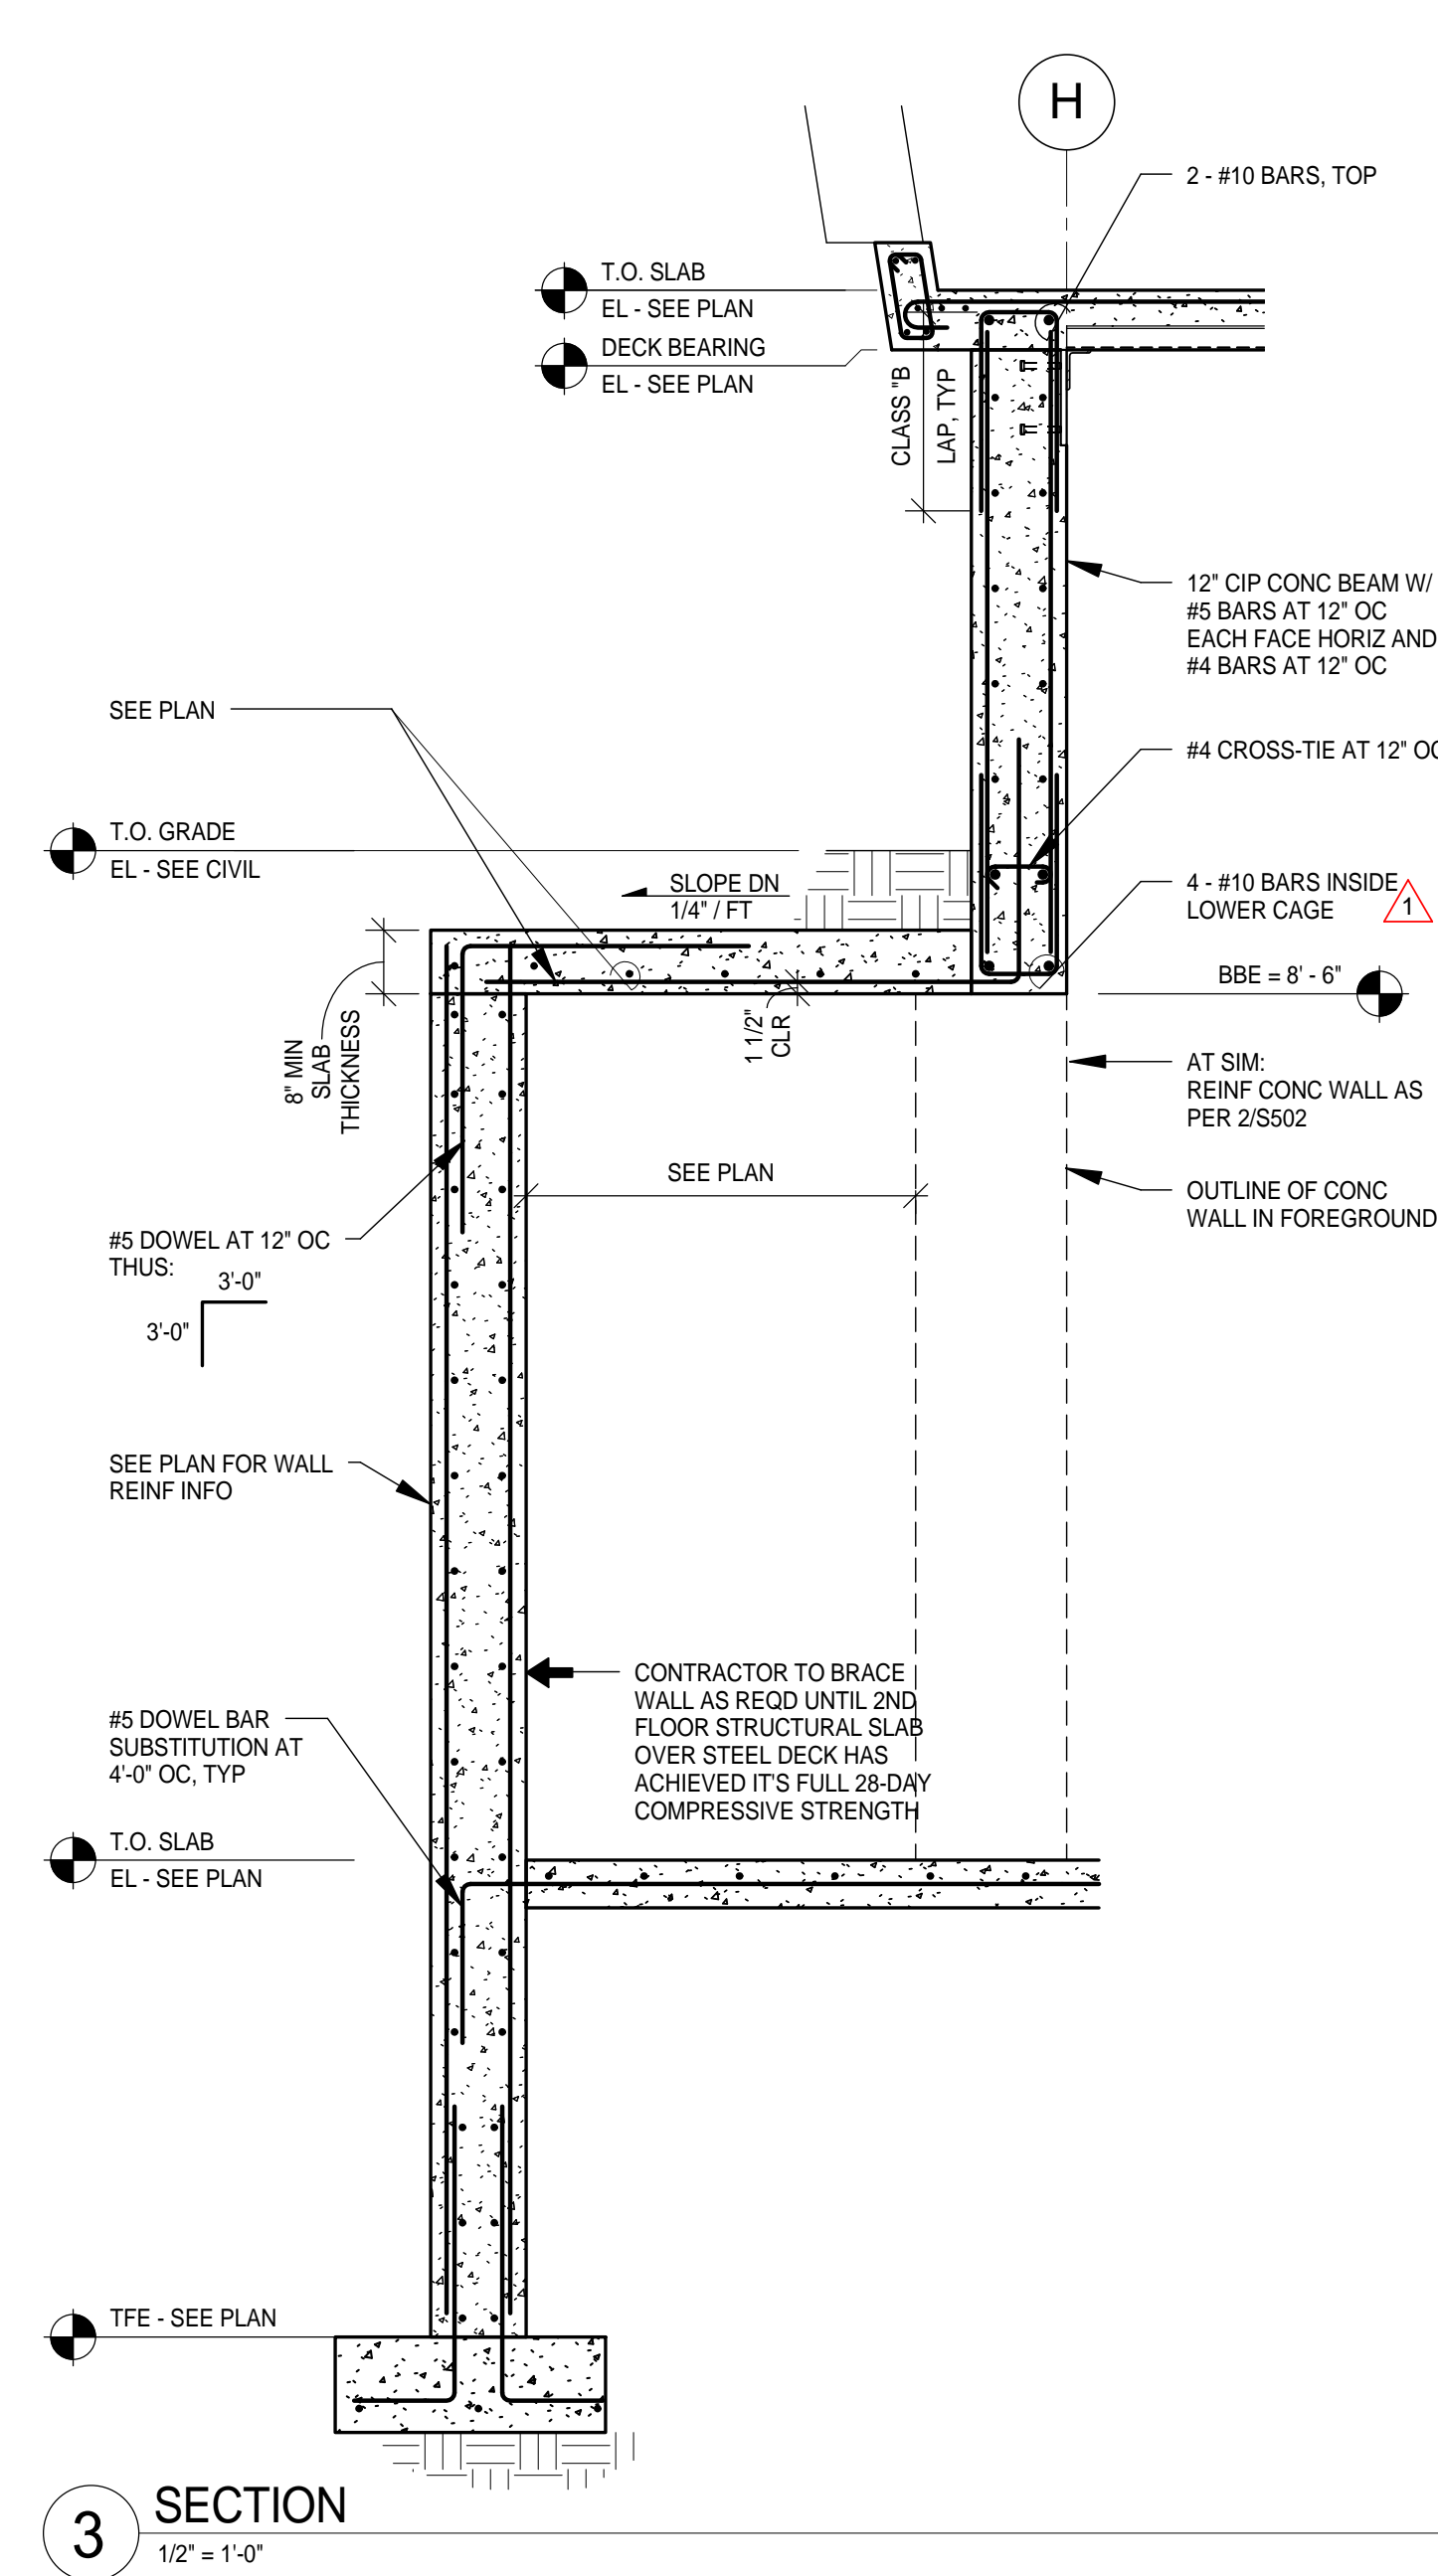 H
2 - #10 BARS, TOP
T.O. SLAB
EL - SEE PLAN
DECK BEARING
EL - SEE PLAN
CLASS "B
LAP, TYP
12" CIP CONC BEAM W/
#5 BARS AT 12" OC
EACH FACE HORIZ AND
#4 BARS AT 12" OC
SEE PLAN
#4 CROSS-TIE AT 12" OC
T.O. GRADE
EL - SEE CIVIL
SLOPE DN
1/4" / FT
4 - #10 BARS INSIDE
LOWER CAGE
1
BBE = 8' - 6"
8" MIN
SLAB
THICKNESS
1 1/2"
CLR
AT SIM:
REINF CONC WALL AS
PER 2/S502
SEE PLAN
OUTLINE OF CONC
WALL IN FOREGROUND
#5 DOWEL AT 12" OC
THUS:
3'-0"
3'-0"
SEE PLAN FOR WALL
REINF INFO
CONTRACTOR TO BRACE
WALL AS REQD UNTIL 2ND
FLOOR STRUCTURAL SLAB
OVER STEEL DECK HAS
ACHIEVED IT'S FULL 28-DAY
COMPRESSIVE STRENGTH
#5 DOWEL BAR
SUBSTITUTION AT
4'-0" OC, TYP
T.O. SLAB
EL - SEE PLAN
TFE - SEE PLAN
3
SECTION
1/2" = 1'-0"